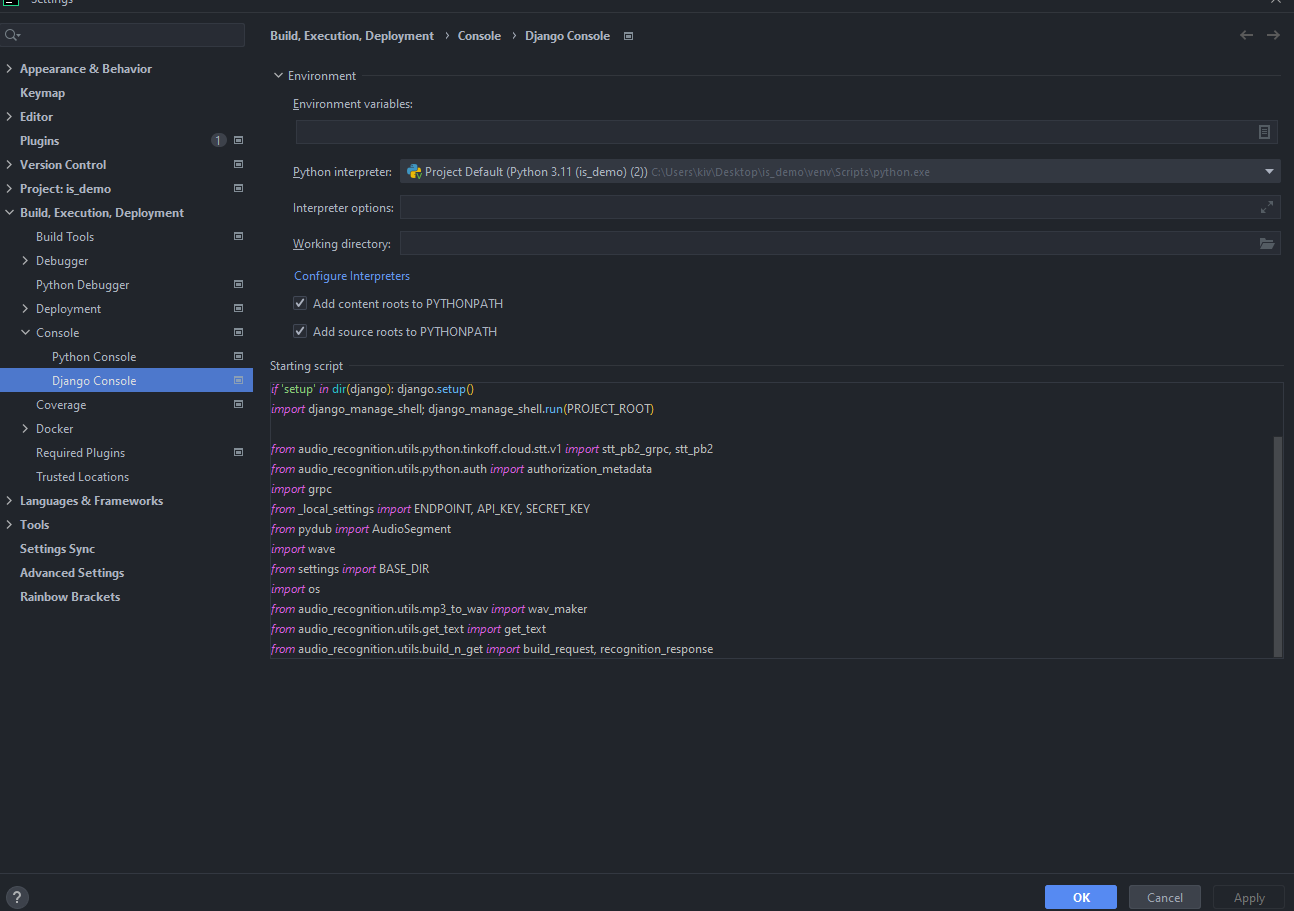 Settings
Build, Execution, Deployment › Console › Django Console
Appearance & Behavior
Keymap
Editor
Plugins 1
Version Control
Project: is_demo
Build, Execution, Deployment
Build Tools
Debugger
Python Debugger
Deployment
Console
Python Console
Django Console
Coverage
Docker
Required Plugins
Trusted Locations
Languages & Frameworks
Tools
Settings Sync
Advanced Settings
Rainbow Brackets
Environment
Environment variables:
Python interpreter: Project Default (Python 3.11 (is_demo) (2)) C:\Users\kiv\Desktop\is_demo\venv\Scripts\python.exe
Interpreter options:
Working directory:
Configure Interpreters
Add content roots to PYTHONPATH
Add source roots to PYTHONPATH
Starting script
if 'setup' in dir(django): django.setup()
import django_manage_shell; django_manage_shell.run(PROJECT_ROOT)
from audio_recognition.utils.python.tinkoff.cloud.stt.v1 import stt_pb2_grpc, stt_pb2
from audio_recognition.utils.python.auth import authorization_metadata
import grpc
from _local_settings import ENDPOINT, API_KEY, SECRET_KEY
from pydub import AudioSegment
import wave
from settings import BASE_DIR
import os
from audio_recognition.utils.mp3_to_wav import wav_maker
from audio_recognition.utils.get_text import get_text
from audio_recognition.utils.build_n_get import build_request, recognition_response
?
OK
Cancel
Apply